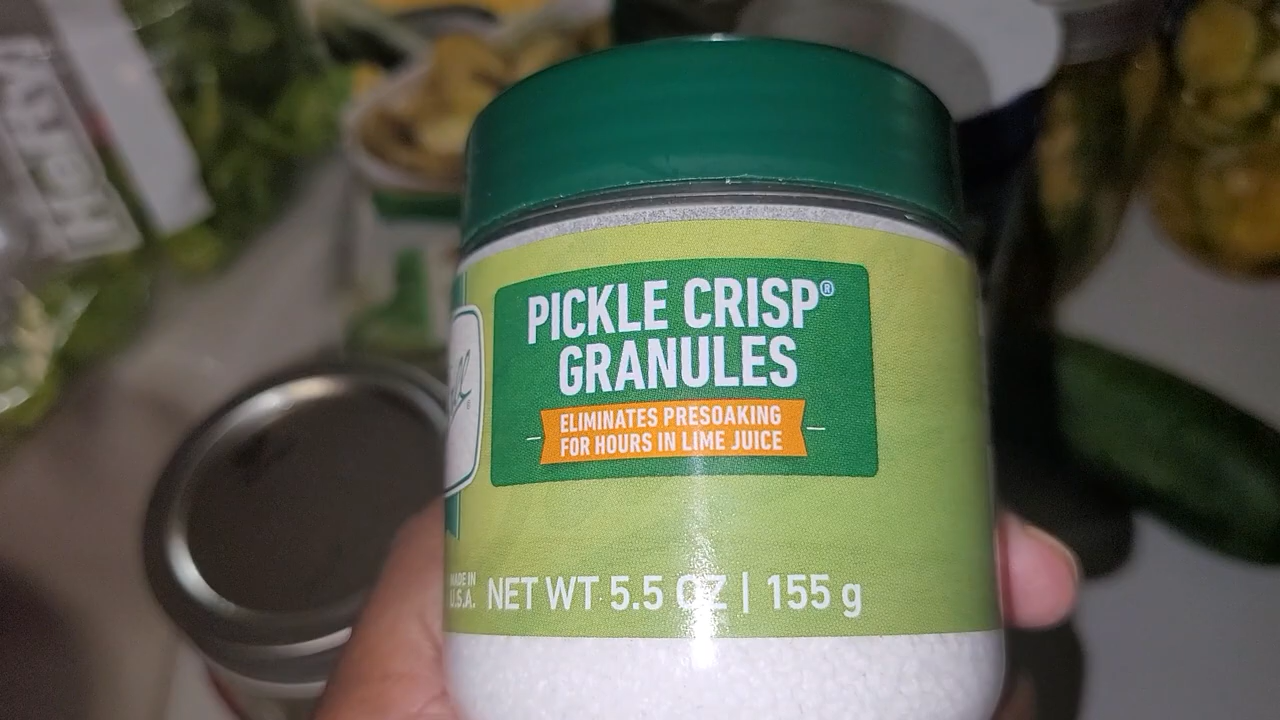 PICKLE CRISP®
GRANULES
ELIMINATES PRESOAKING
FOR HOURS IN LIME JUICE
MADE IN
U.S.A.
NET WT 5.5 OZ | 155 g